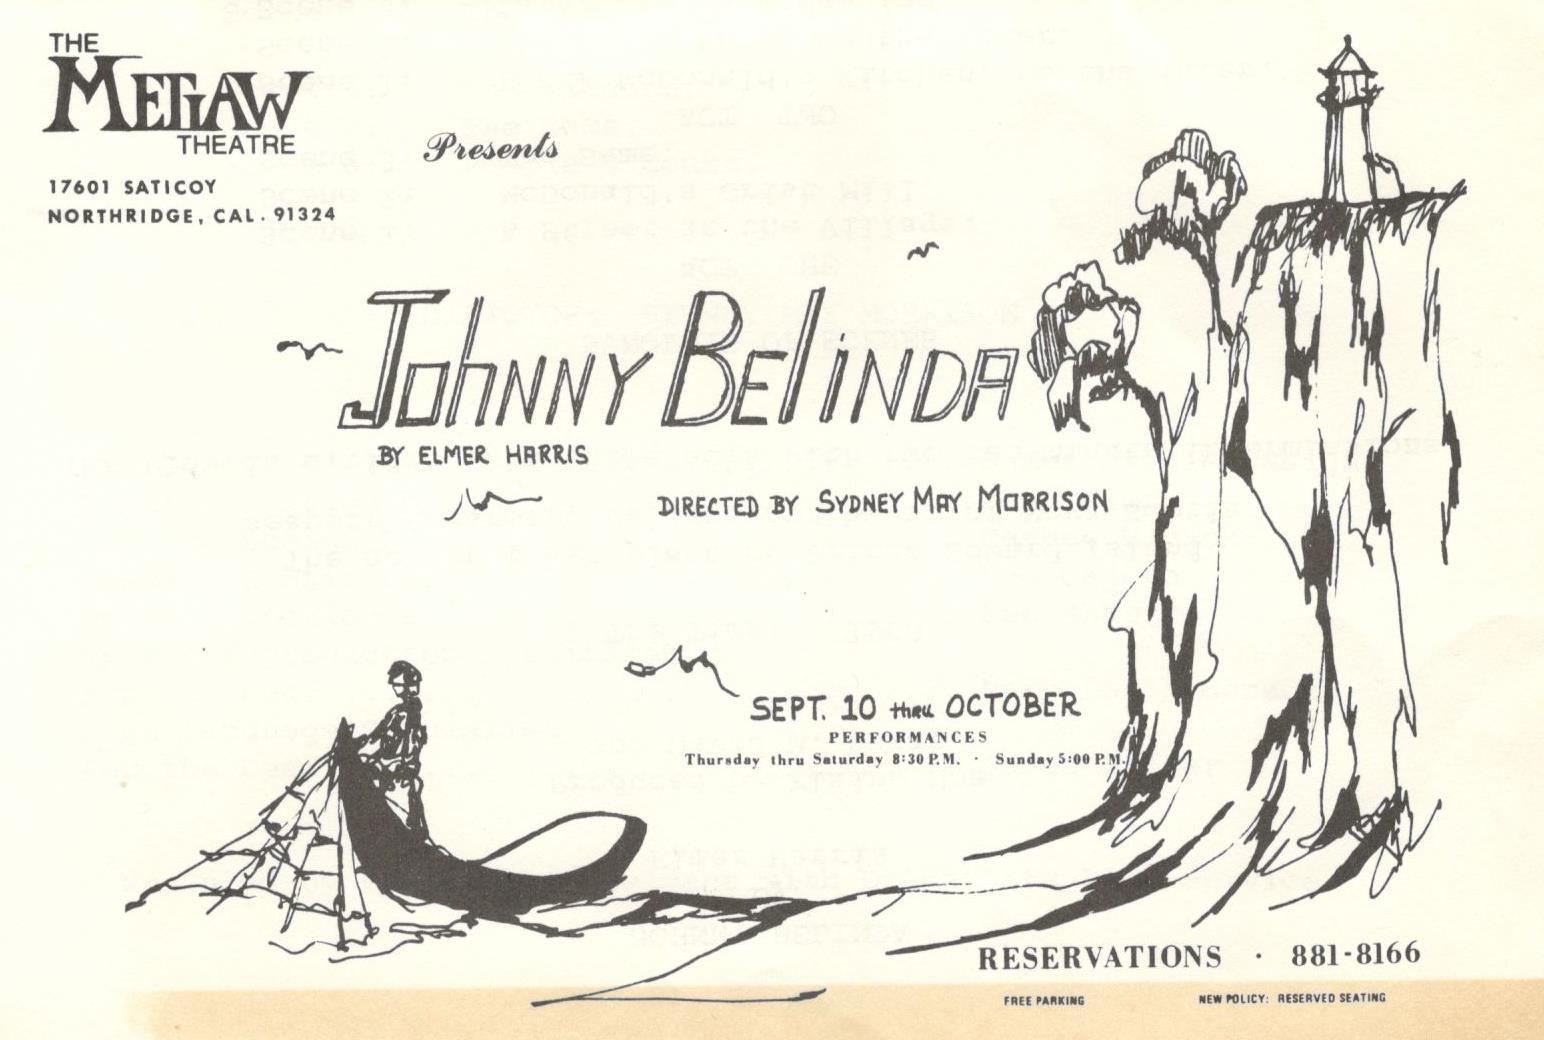 THE
MEGAW
THEATRE
17601 SATICOY
NORTHRIDGE, CAL. 91324
Presents
JOHNNY BELINDA
BY ELMER HARRIS
DIRECTED BY SYDNEY MAY MORRISON
SEPT. 10 thru OCTOBER
PERFORMANCES
Thursday thru Saturday 8:30 P.M. · Sunday 5:00 P.M.
RESERVATIONS · 881-8166
FREE PARKING NEW POLICY: RESERVED SEATING